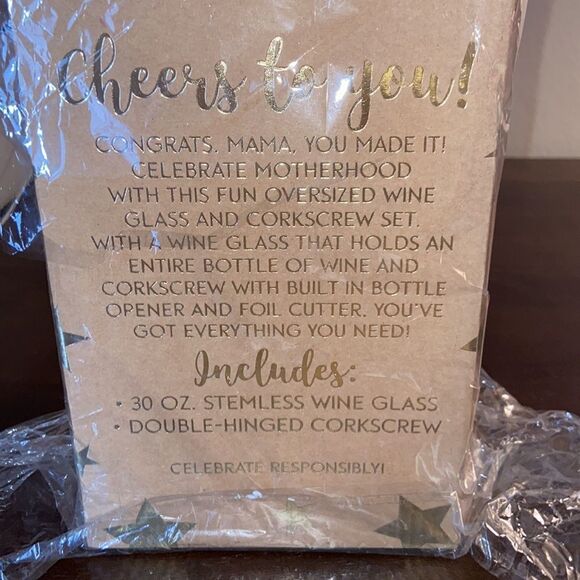 Cheers to you!
CONGRATS, MAMA, YOU MADE IT!
CELEBRATE MOTHERHOOD
WITH THIS FUN OVERSIZED WINE
GLASS AND CORKSCREW SET.
WITH A WINE GLASS THAT HOLDS AN
ENTIRE BOTTLE OF WINE AND
CORKSCREW WITH BUILT IN BOTTLE
OPENER AND FOIL CUTTER, YOU'VE
GOT EVERYTHING YOU NEED!
Includes:
• 30 OZ. STEMLESS WINE GLASS
• DOUBLE-HINGED CORKSCREW
CELEBRATE RESPONSIBLY!